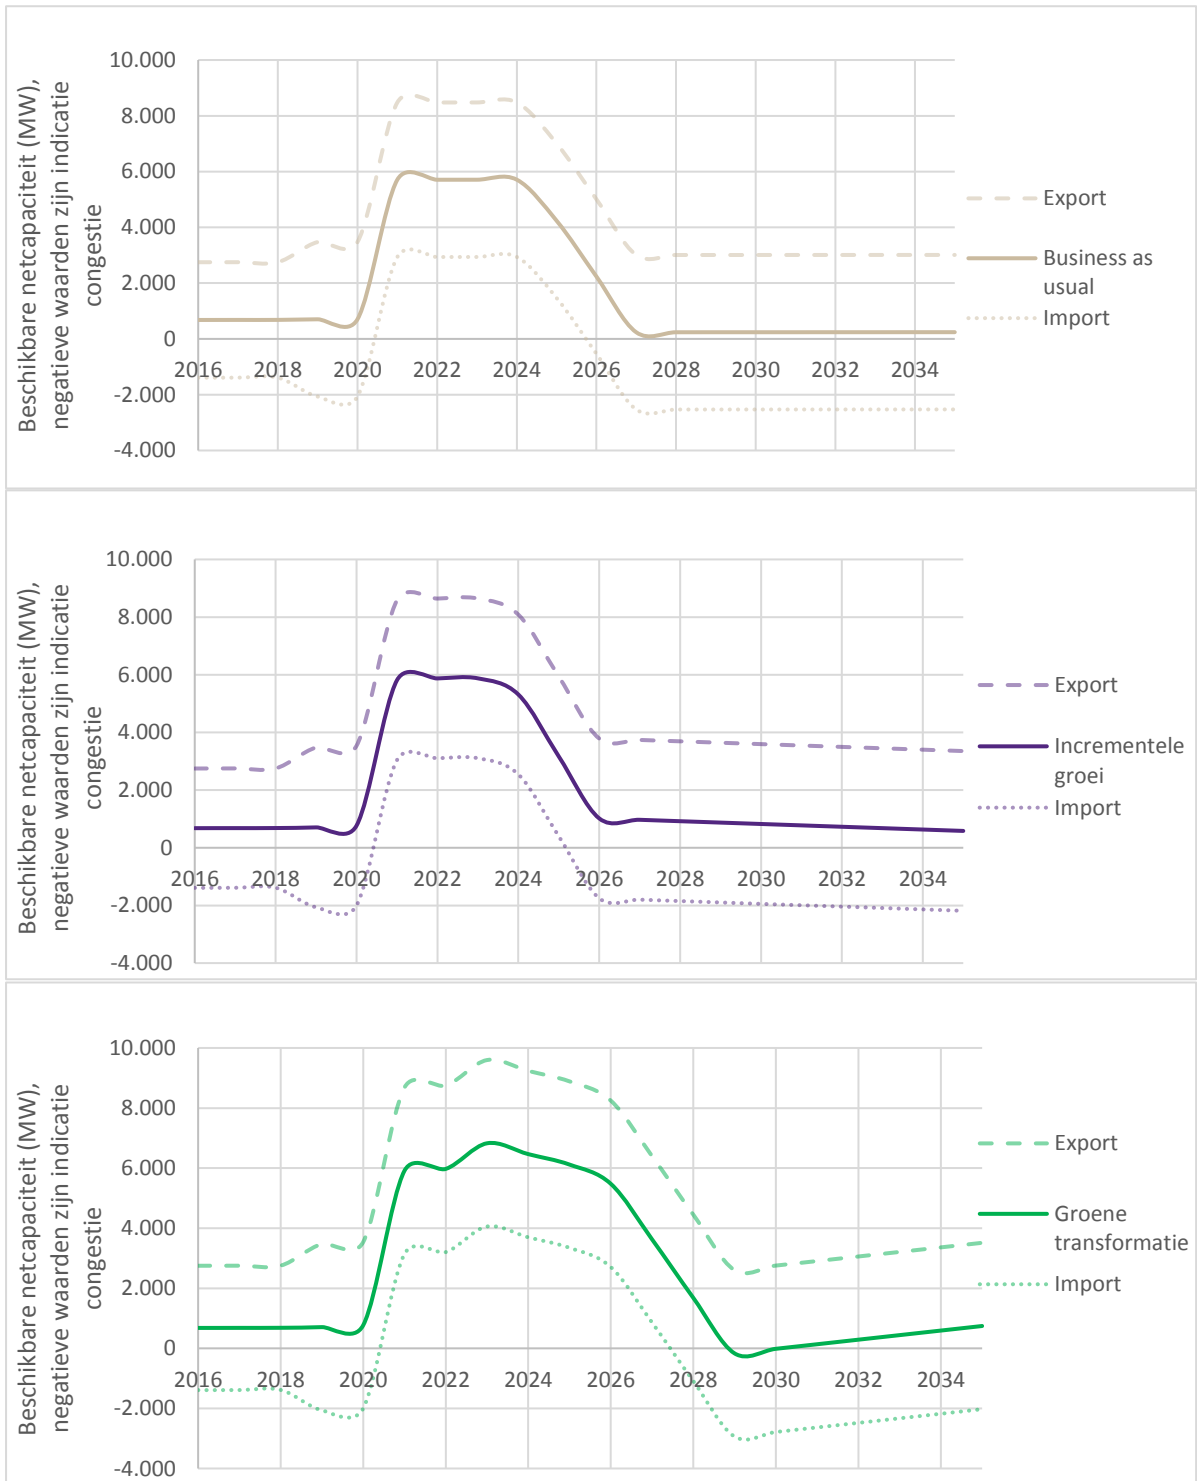 Beschikbare netcapaciteit (MW),
negatieve waarden zijn indicatie
congestie
10.000
8.000
6.000
4.000
2.000
0
-2.000
-4.000
2016 2018 2020 2022 2024 2026 2028 2030 2032 2034
Export
Business as
usual
Import
Beschikbare netcapaciteit (MW),
negatieve waarden zijn indicatie
congestie
10.000
8.000
6.000
4.000
2.000
0
-2.000
-4.000
2016 2018 2020 2022 2024 2026 2028 2030 2032 2034
Export
Incrementele
groei
Import
Beschikbare netcapaciteit (MW),
negatieve waarden zijn indicatie
congestie
10.000
8.000
6.000
4.000
2.000
0
-2.000
-4.000
2016 2018 2020 2022 2024 2026 2028 2030 2032 2034
Export
Groene
transformatie
Import